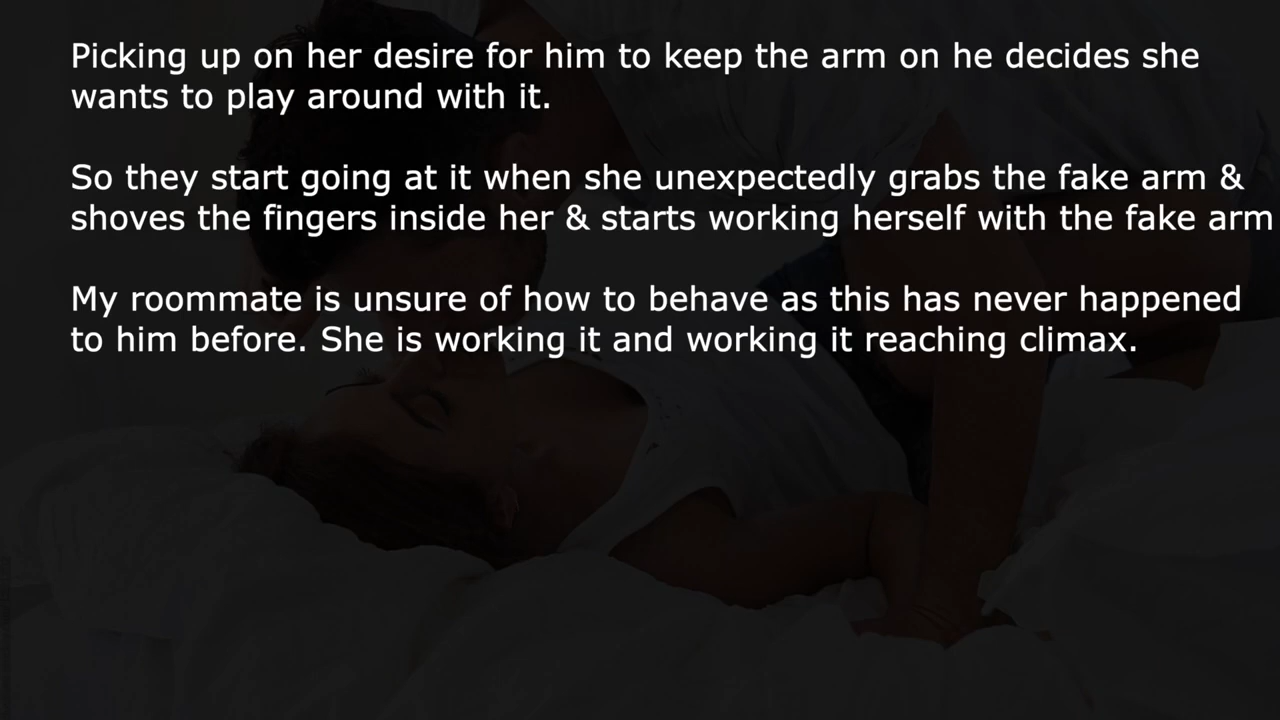 Picking up on her desire for him to keep the arm on he decides she
wants to play around with it.
So they start going at it when she unexpectedly grabs the fake arm &
shoves the fingers inside her & starts working herself with the fake arm
My roommate is unsure of how to behave as this has never happened
to him before. She is working it and working it reaching climax.